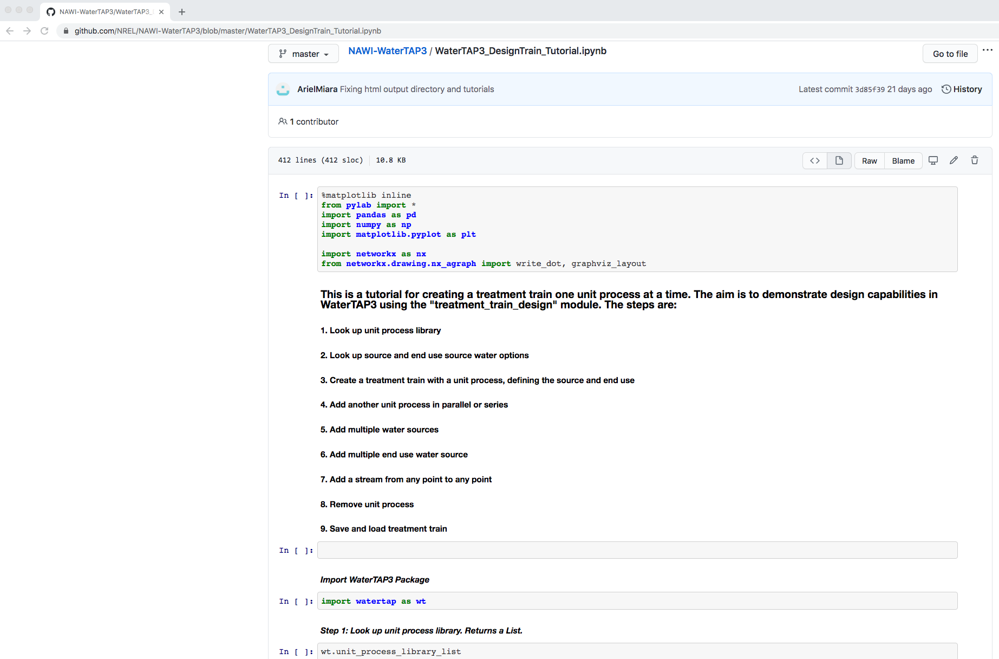 NAWI-WaterTAP3/WaterTAP3_
github.com/NREL/NAWI-WaterTAP3/blob/master/WaterTAP3_DesignTrain_Tutorial.ipynb
master
NAWI-WaterTAP3 / WaterTAP3_DesignTrain_Tutorial.ipynb
Go to file
ArielMiara Fixing html output directory and tutorials
Latest commit 3d85f39 21 days ago
History
1 contributor
412 lines (412 sloc)
10.8 KB
Raw
Blame
In [ ]:
%matplotlib inline
from pylab import *
import pandas as pd
import numpy as np
import matplotlib.pyplot as plt
import networkx as nx
from networkx.drawing.nx_agraph import write_dot, graphviz_layout
This is a tutorial for creating a treatment train one unit process at a time. The aim is to demonstrate design capabilities in
WaterTAP3 using the "treatment_train_design" module. The steps are:
1. Look up unit process library
2. Look up source and end use source water options
3. Create a treatment train with a unit process, defining the source and end use
4. Add another unit process in parallel or series
5. Add multiple water sources
6. Add multiple end use water source
7. Add a stream from any point to any point
8. Remove unit process
9. Save and load treatment train
In [ ]:
Import WaterTAP3 Package
In [ ]: import watertap as wt
Step 1: Look up unit process library. Returns a List.
In [ ]: wt.unit_process_library_list